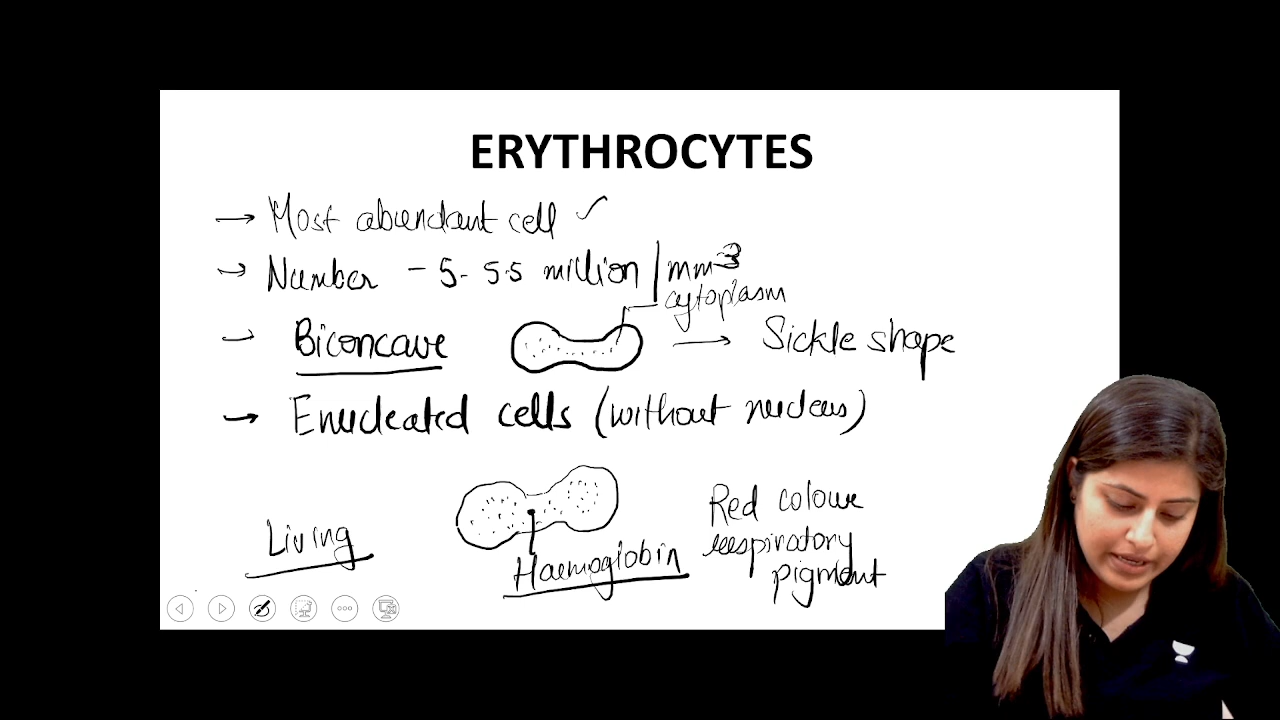 ERYTHROCYTES
→ Most abundant cell ✓
→ Number - 5-5.5 million/mm3
cytoplasm
→ Biconcave → Sickle shape
→ Enucleated cells (without nucleus)
Living
Haemoglobin
Red colour
respiratory
pigment